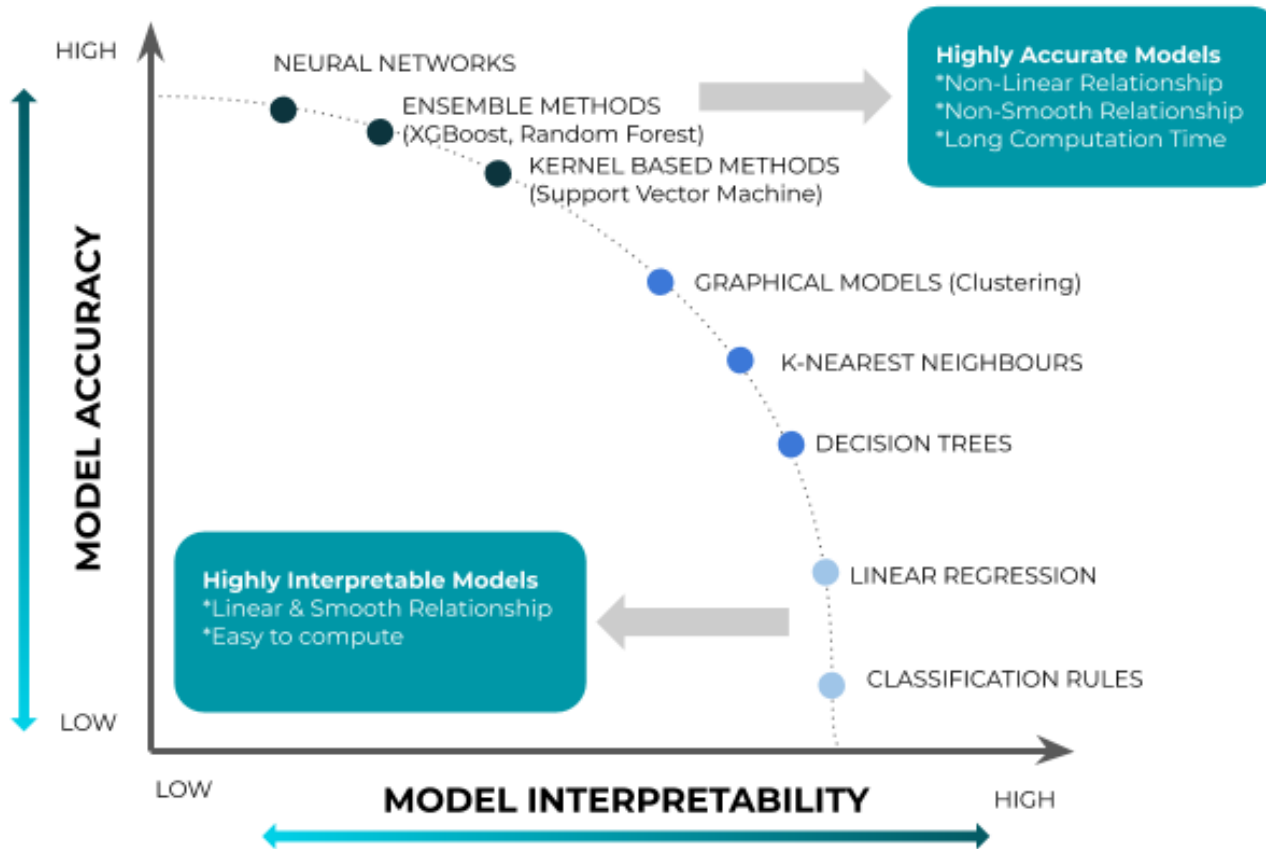 HIGH
NEURAL NETWORKS
ENSEMBLE METHODS
(XGBoost, Random Forest)
KERNEL BASED METHODS
(Support Vector Machine)
Highly Accurate Models
*Non-Linear Relationship
*Non-Smooth Relationship
*Long Computation Time
GRAPHICAL MODELS (Clustering)
K-NEAREST NEIGHBOURS
DECISION TREES
MODEL ACCURACY
LINEAR REGRESSION
Highly Interpretable Models
*Linear & Smooth Relationship
*Easy to compute
CLASSIFICATION RULES
LOW
LOW
MODEL INTERPRETABILITY
HIGH